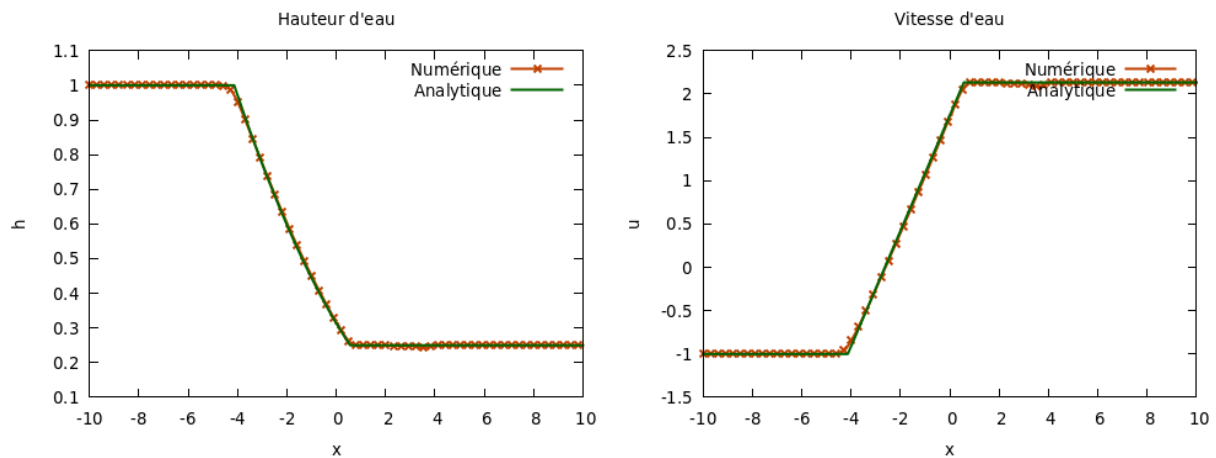 Hauteur d'eau
1.1
1
0.9
0.8
0.7
0.6
0.5
0.4
0.3
0.2
0.1
h
Numérique
Analytique
-10 -8 -6 -4 -2 0 2 4 6 8 10
x
Vitesse d'eau
2.5
2
1.5
1
0.5
0
-0.5
-1
-1.5
u
Numérique
Analytique
-10 -8 -6 -4 -2 0 2 4 6 8 10
x